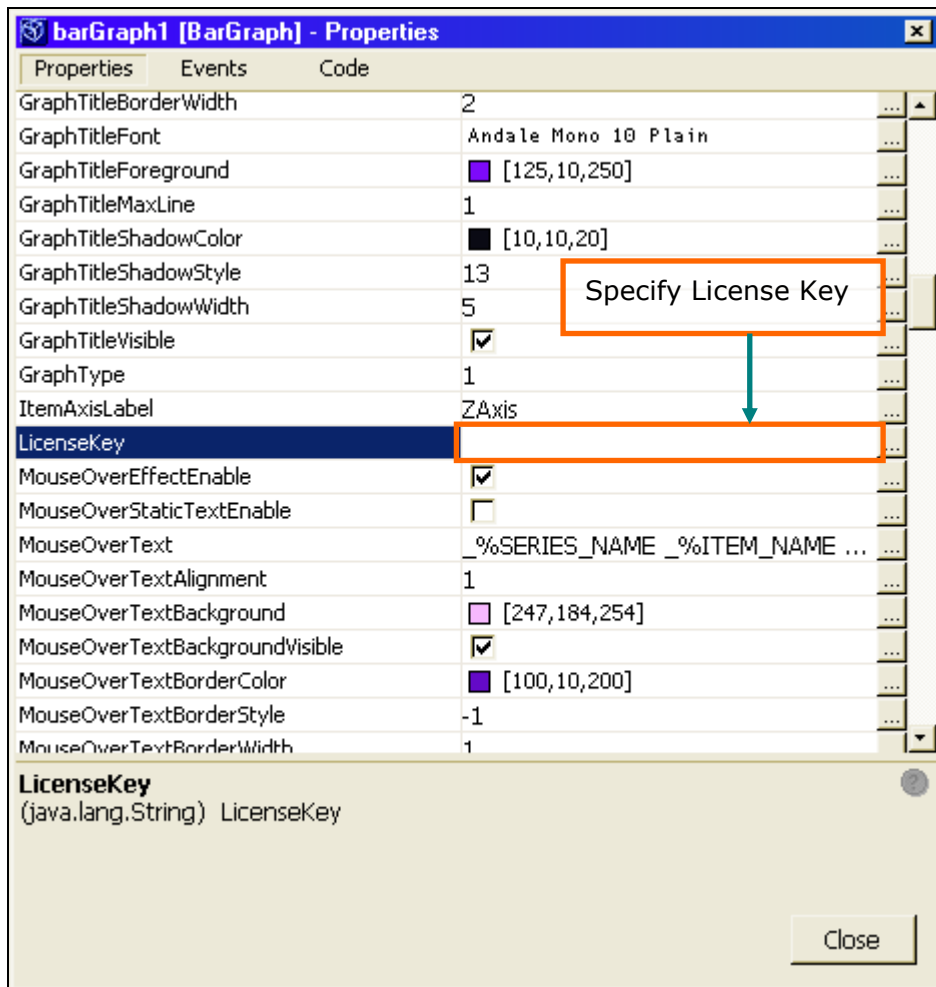 barGraph1 [BarGraph] - Properties
Properties Events Code
GraphTitleBorderWidth 2 ...
GraphTitleFont Andale Mono 10 Plain ...
GraphTitleForeground [125,10,250] ...
GraphTitleMaxLine 1 ...
GraphTitleShadowColor [10,10,20] ...
GraphTitleShadowStyle 13 ...
Specify License Key
GraphTitleShadowWidth 5 ...
GraphTitleVisible ...
GraphType 1 ...
ItemAxisLabel ZAxis ...
LicenseKey ...
MouseOverEffectEnable ...
MouseOverStaticTextEnable ...
MouseOverText _%SERIES_NAME _%ITEM_NAME ... ...
MouseOverTextAlignment 1 ...
MouseOverTextBackground [247,184,254] ...
MouseOverTextBackgroundVisible ...
MouseOverTextBorderColor [100,10,200] ...
MouseOverTextBorderStyle -1 ...
MouseOverTextBorderWidth 1
LicenseKey ?
(java.lang.String) LicenseKey
Close